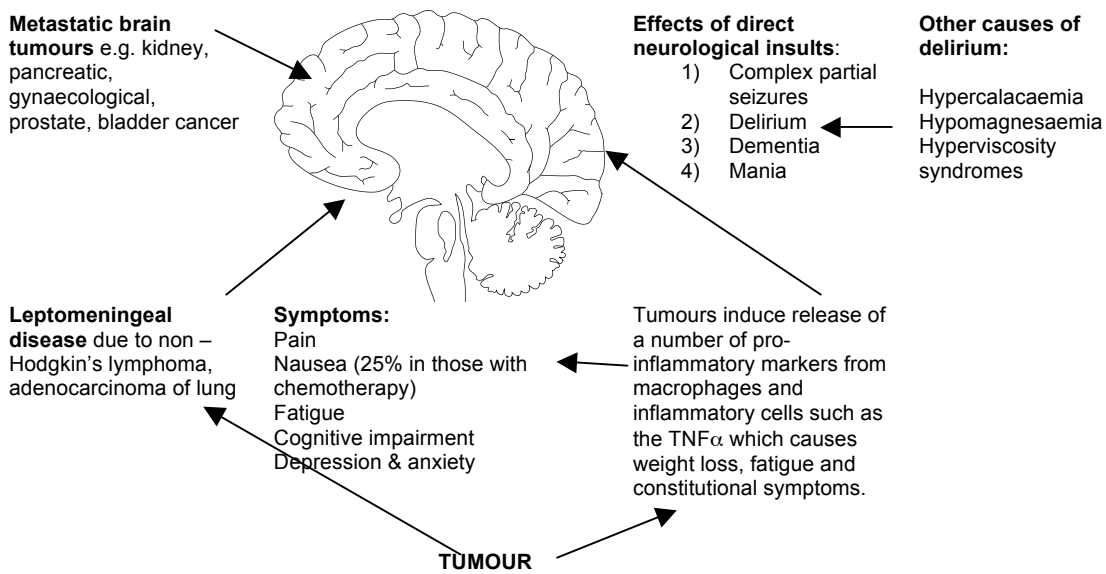 Metastatic brain
tumours e.g. kidney,
pancreatic,
gynaecological,
prostate, bladder cancer
Effects of direct
neurological insults:
1) Complex partial
seizures
2) Delirium
3) Dementia
4) Mania
Other causes of
delirium:
Hypercalacaemia
Hypomagnesaemia
Hyperviscosity
syndromes
Leptomeningeal
disease due to non –
Hodgkin's lymphoma,
adenocarcinoma of lung
Symptoms:
Pain
Nausea (25% in those with
chemotherapy)
Fatigue
Cognitive impairment
Depression & anxiety
Tumours induce release of
a number of pro-
inflammatory markers from
macrophages and
inflammatory cells such as
the TNFα which causes
weight loss, fatigue and
constitutional symptoms.
TUMOUR